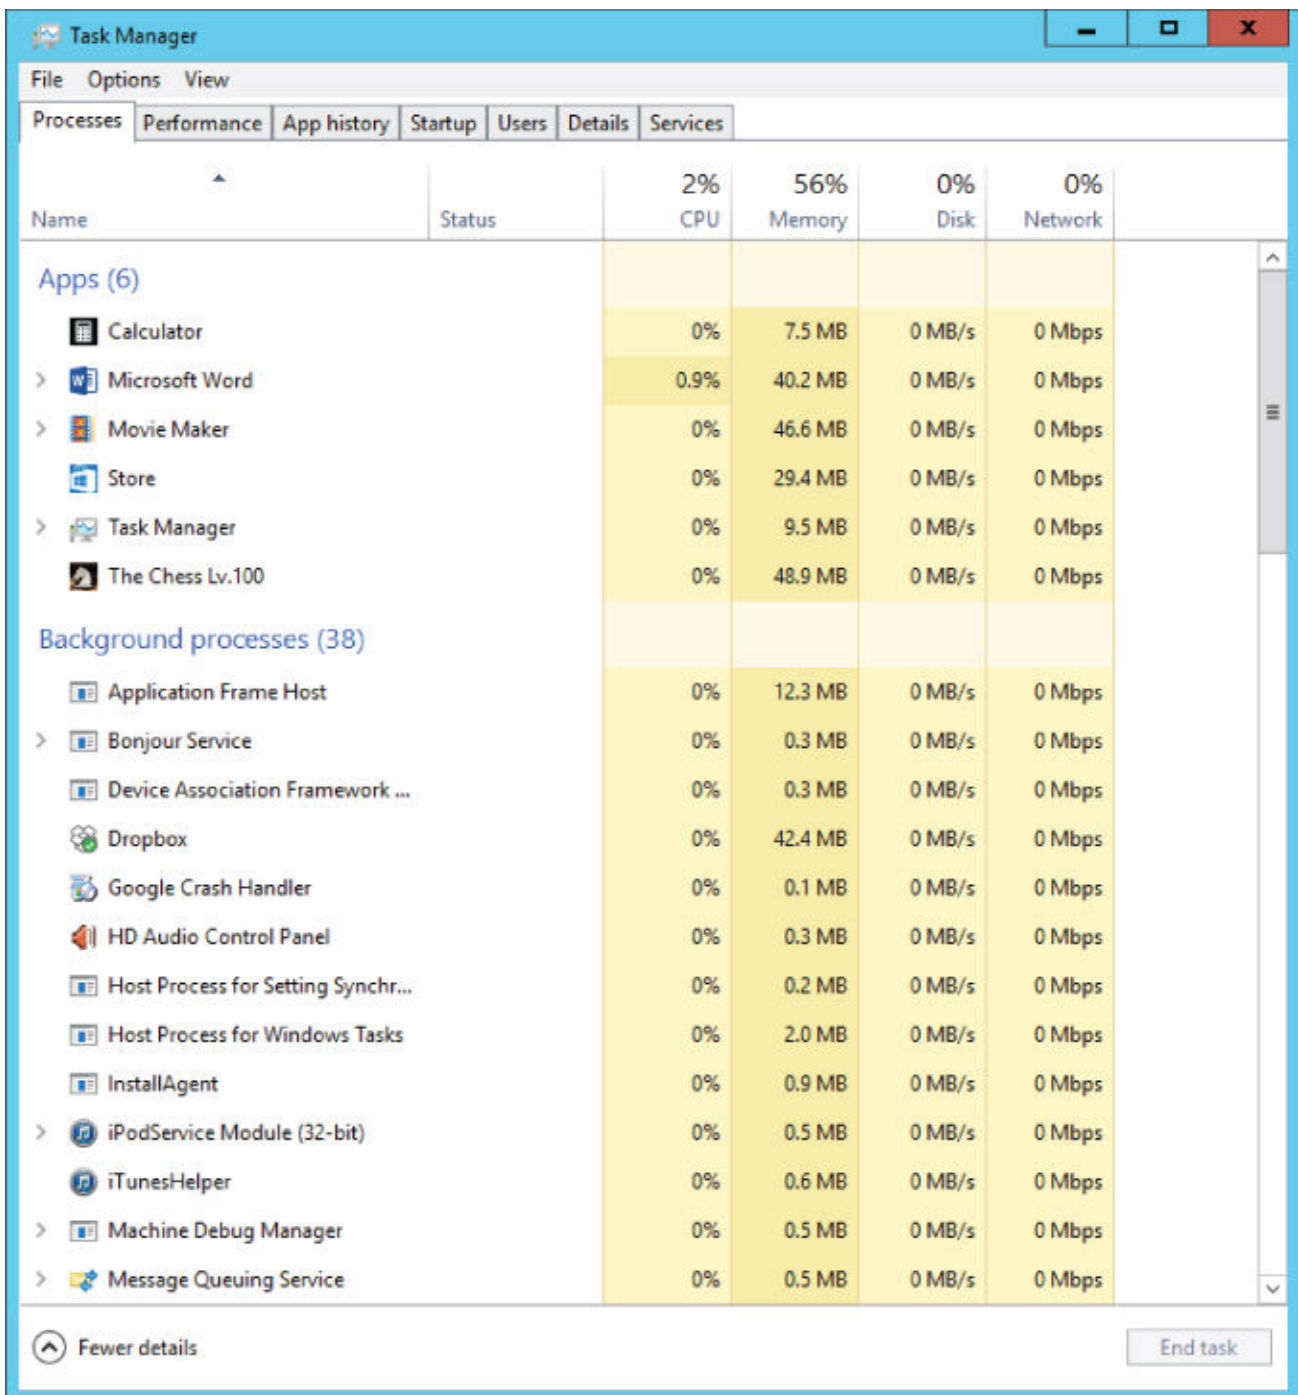 Task Manager
File Options View
Processes Performance App history Startup Users Details Services
2% 56% 0% 0%
Name Status CPU Memory Disk Network
Apps (6)
Calculator 0% 7.5 MB 0 MB/s 0 Mbps
Microsoft Word 0.9% 40.2 MB 0 MB/s 0 Mbps
Movie Maker 0% 46.6 MB 0 MB/s 0 Mbps
Store 0% 29.4 MB 0 MB/s 0 Mbps
Task Manager 0% 9.5 MB 0 MB/s 0 Mbps
The Chess Lv.100 0% 48.9 MB 0 MB/s 0 Mbps
Background processes (38)
Application Frame Host 0% 12.3 MB 0 MB/s 0 Mbps
Bonjour Service 0% 0.3 MB 0 MB/s 0 Mbps
Device Association Framework ... 0% 0.3 MB 0 MB/s 0 Mbps
Dropbox 0% 42.4 MB 0 MB/s 0 Mbps
Google Crash Handler 0% 0.1 MB 0 MB/s 0 Mbps
HD Audio Control Panel 0% 0.3 MB 0 MB/s 0 Mbps
Host Process for Setting Synchr... 0% 0.2 MB 0 MB/s 0 Mbps
Host Process for Windows Tasks 0% 2.0 MB 0 MB/s 0 Mbps
InstallAgent 0% 0.9 MB 0 MB/s 0 Mbps
iPodService Module (32-bit) 0% 0.5 MB 0 MB/s 0 Mbps
iTunesHelper 0% 0.6 MB 0 MB/s 0 Mbps
Machine Debug Manager 0% 0.5 MB 0 MB/s 0 Mbps
Message Queuing Service 0% 0.5 MB 0 MB/s 0 Mbps
Fewer details End task